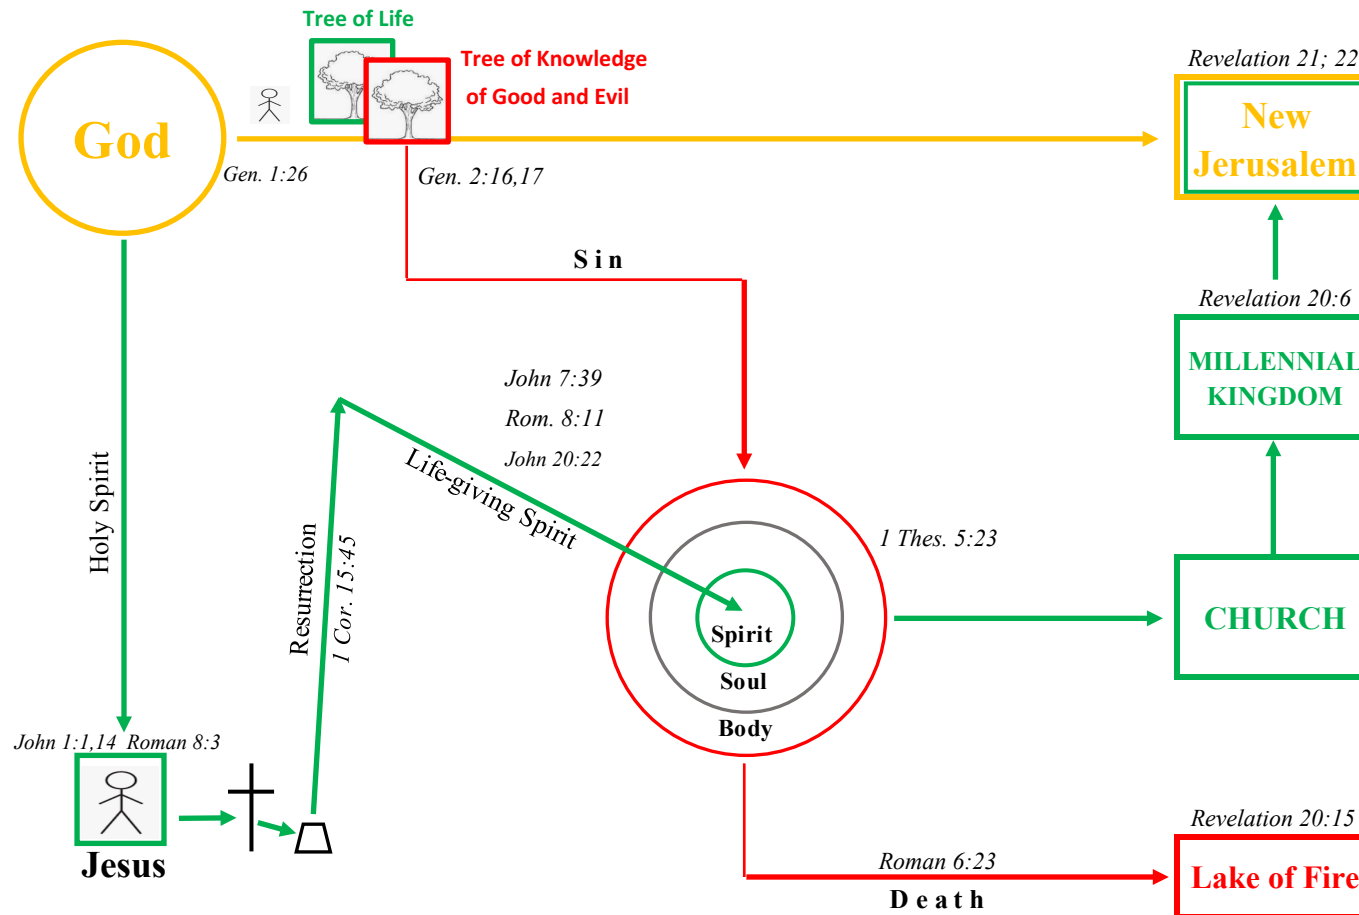 Tree of Life
Tree of Knowledge
of Good and Evil
Revelation 21; 22
God
New
Jerusalem
Gen. 1:26
Gen. 2:16,17
Sin
Revelation 20:6
MILLENNIAL
KINGDOM
John 7:39
Rom. 8:11
John 20:22
Life-giving Spirit
Holy Spirit
Resurrection
1 Cor. 15:45
1 Thes. 5:23
Spirit
Soul
Body
CHURCH
John 1:1,14 Roman 8:3
Jesus
Roman 6:23
Death
Revelation 20:15
Lake of Fire